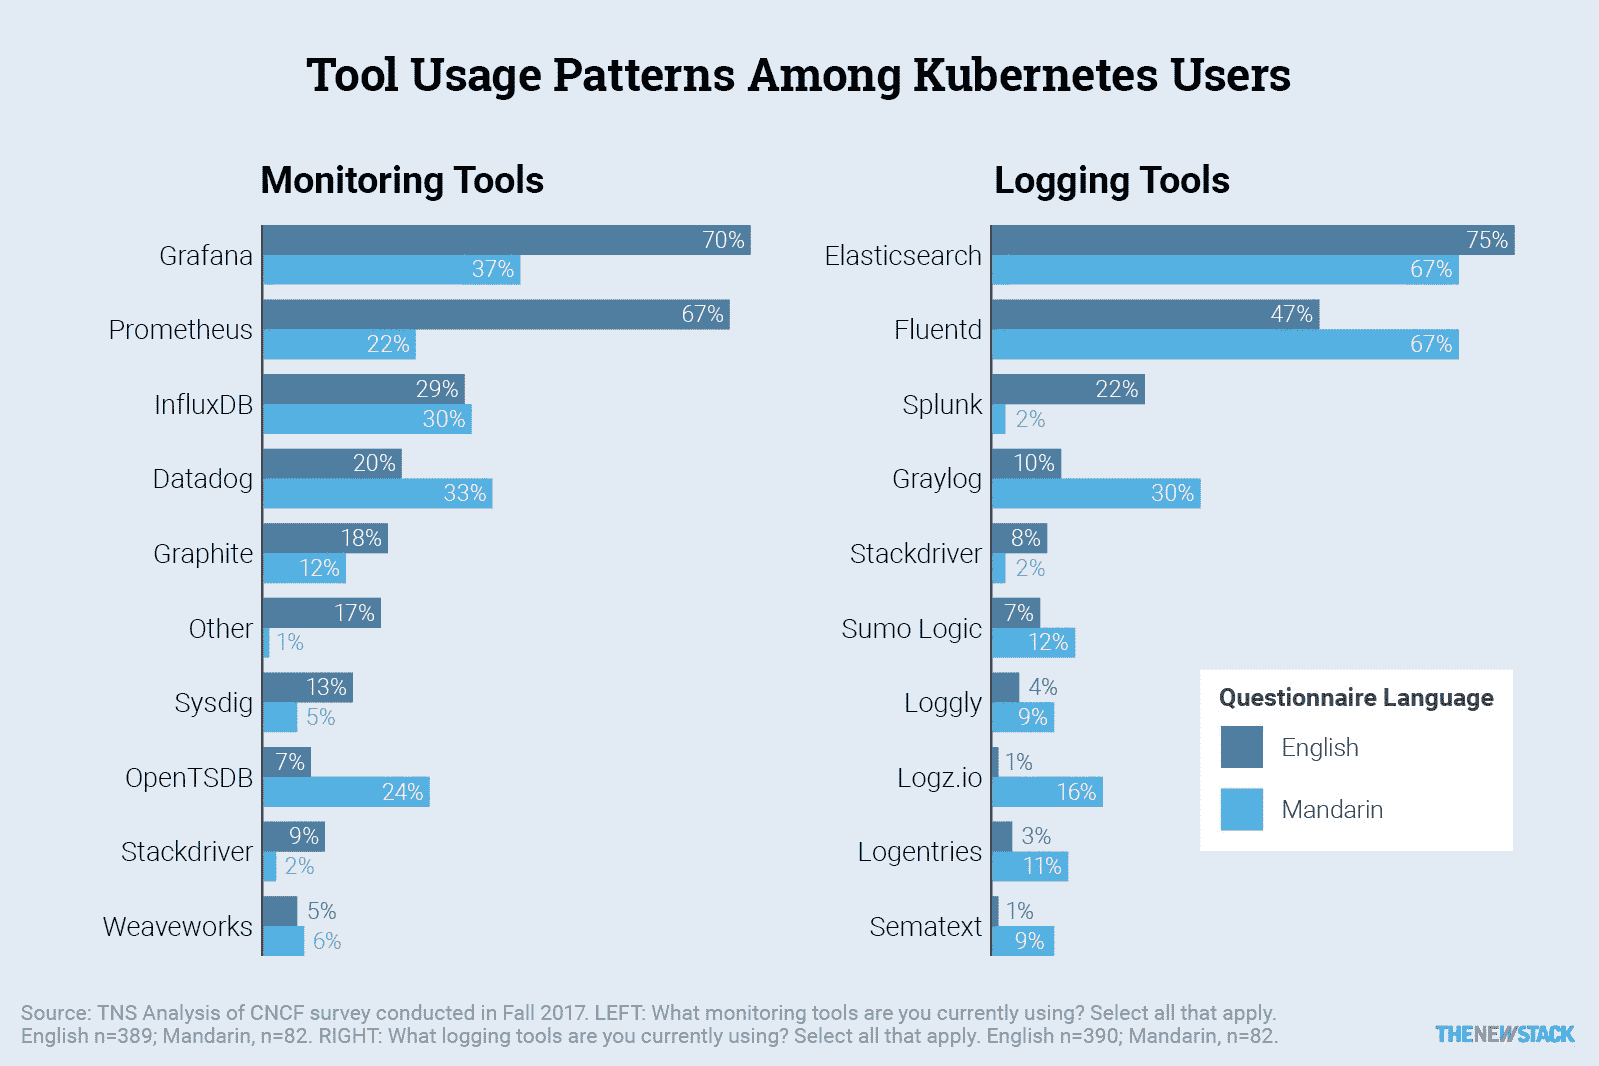 Tool Usage Patterns Among Kubernetes Users
Monitoring Tools
Grafana
70%
37%
Prometheus
67%
22%
InfluxDB
29%
30%
Datadog
20%
33%
Graphite
18%
12%
Other
17%
1%
Sysdig
13%
5%
OpenTSDB
7%
24%
Stackdriver
9%
2%
Weaveworks
5%
6%
Logging Tools
Elasticsearch
75%
67%
Fluentd
47%
67%
Splunk
22%
2%
Graylog
10%
30%
Stackdriver
8%
2%
Sumo Logic
7%
12%
Loggly
4%
9%
Logz.io
1%
16%
Logentries
3%
11%
Sematext
1%
9%
Questionnaire Language
English
Mandarin
Source: TNS Analysis of CNCF survey conducted in Fall 2017. LEFT: What monitoring tools are you currently using? Select all that apply.
English n=389; Mandarin, n=82. RIGHT: What logging tools are you currently using? Select all that apply. English n=390; Mandarin, n=82.
THENEWSTACK